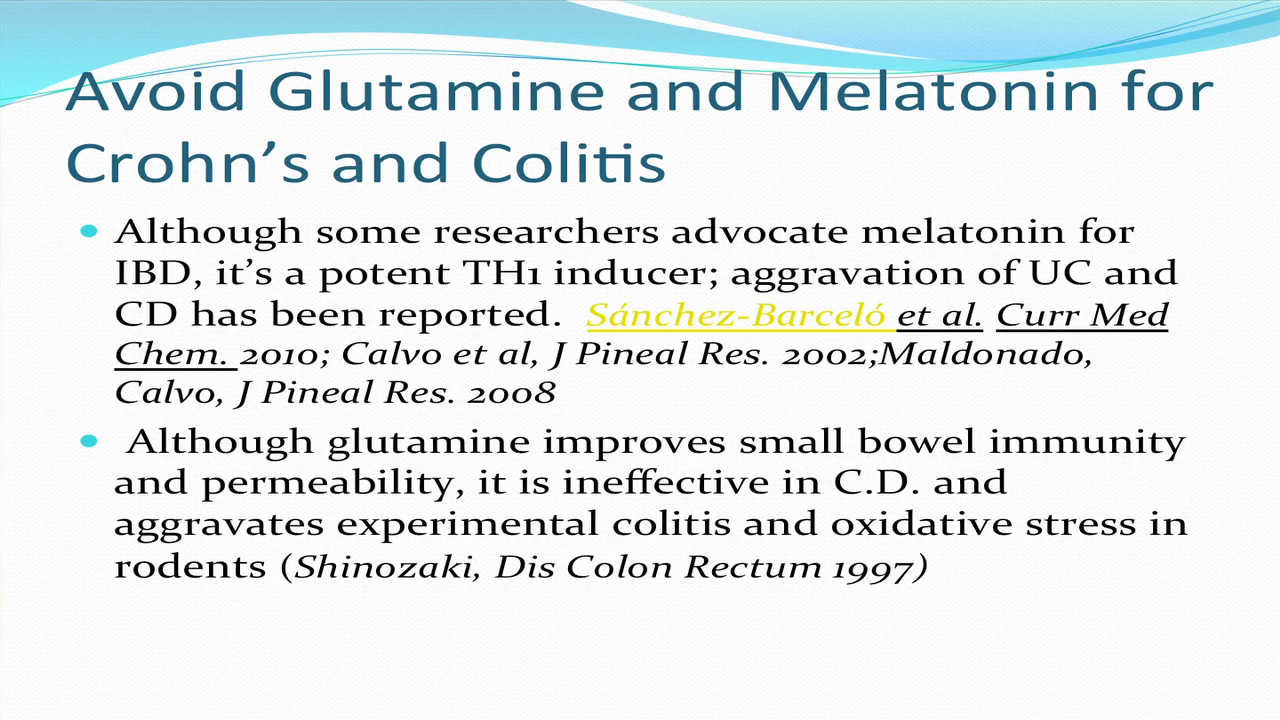 Avoid Glutamine and Melatonin for
Crohn’s and Colitis
• Although some researchers advocate melatonin for
IBD, it’s a potent TH1 inducer; aggravation of UC and
CD has been reported. Sánchez-Barceló et al. Curr Med
Chem. 2010; Calvo et al, J Pineal Res. 2002;Maldonado,
Calvo, J Pineal Res. 2008
• Although glutamine improves small bowel immunity
and permeability, it is ineffective in C.D. and
aggravates experimental colitis and oxidative stress in
rodents (Shinozaki, Dis Colon Rectum 1997)